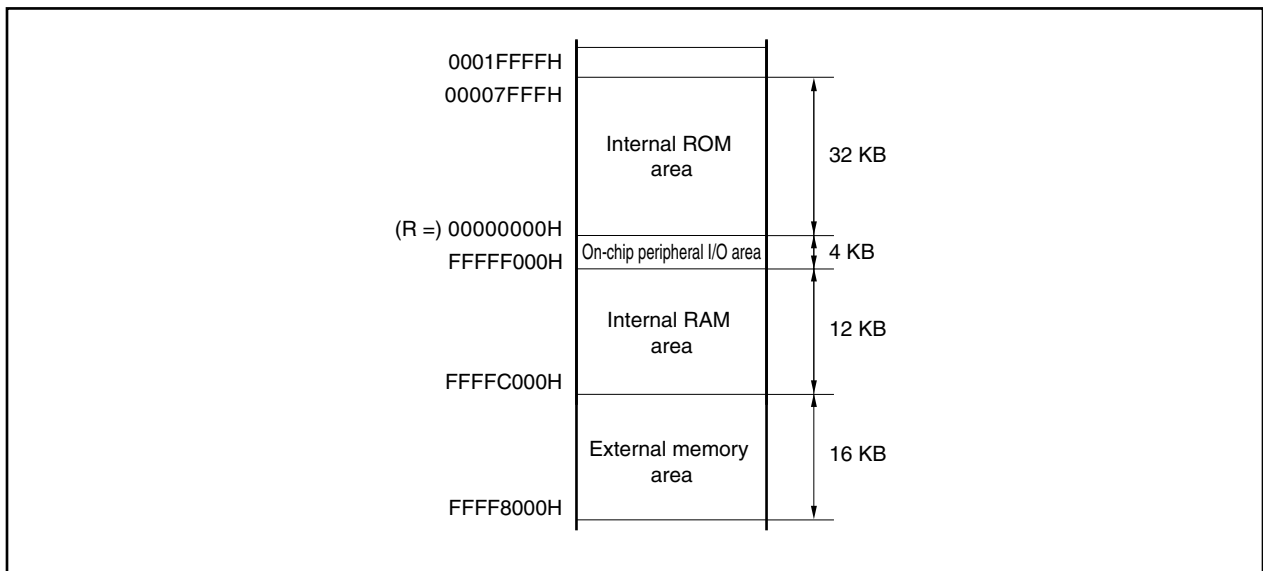 0001FFFFH
00007FFFH
Internal ROM
area
32 KB
(R =) 00000000H
On-chip peripheral I/O area
4 KB
FFFFF000H
Internal RAM
area
12 KB
FFFFC000H
External memory
area
16 KB
FFFF8000H